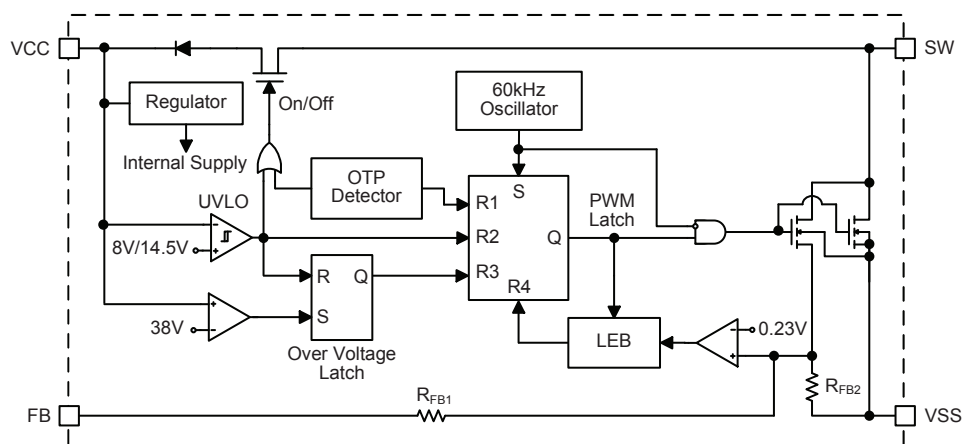 VCC
SW
Regulator
On/Off
60kHz
Oscillator
Internal Supply
OTP
Detector
UVLO
S
PWM
Latch
R1
R2
Q
R3
R4
8V/14.5V
R
Q
S
38V
Over Voltage
Latch
LEB
0.23V
RFB1
RFB2
FB
VSS
− +
+ −
− +